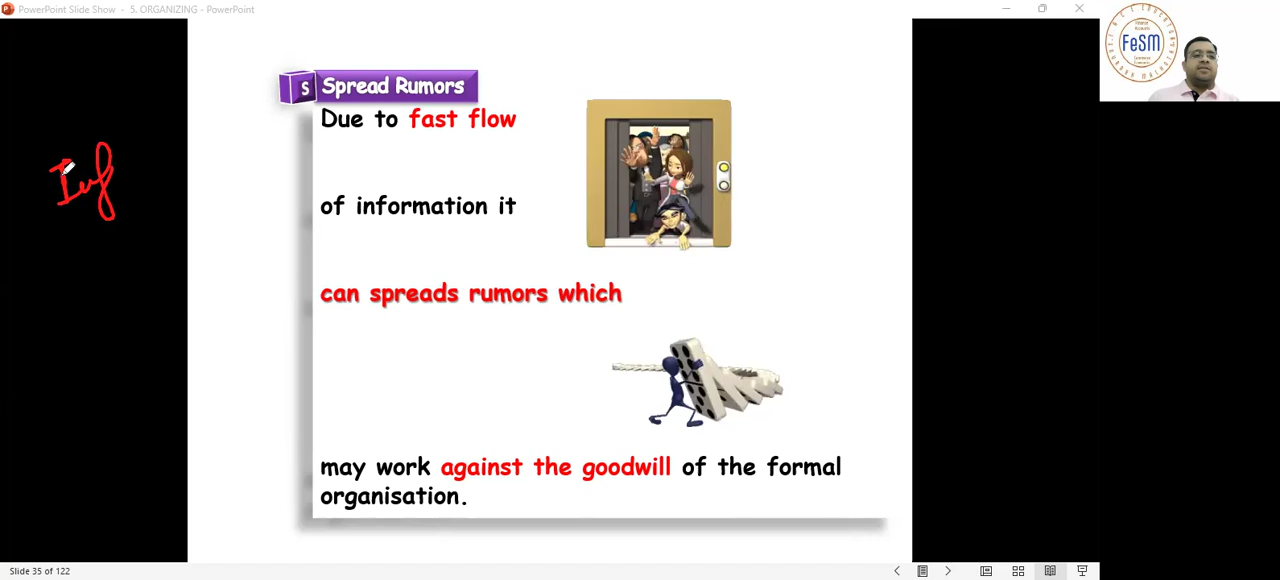 PowerPoint Slide Show - 5. ORGANIZING - PowerPoint
FeSM
S Spread Rumors
Due to fast flow
Inf
of information it
can spreads rumors which
may work against the goodwill of the formal
organisation.
Slide 35 of 122